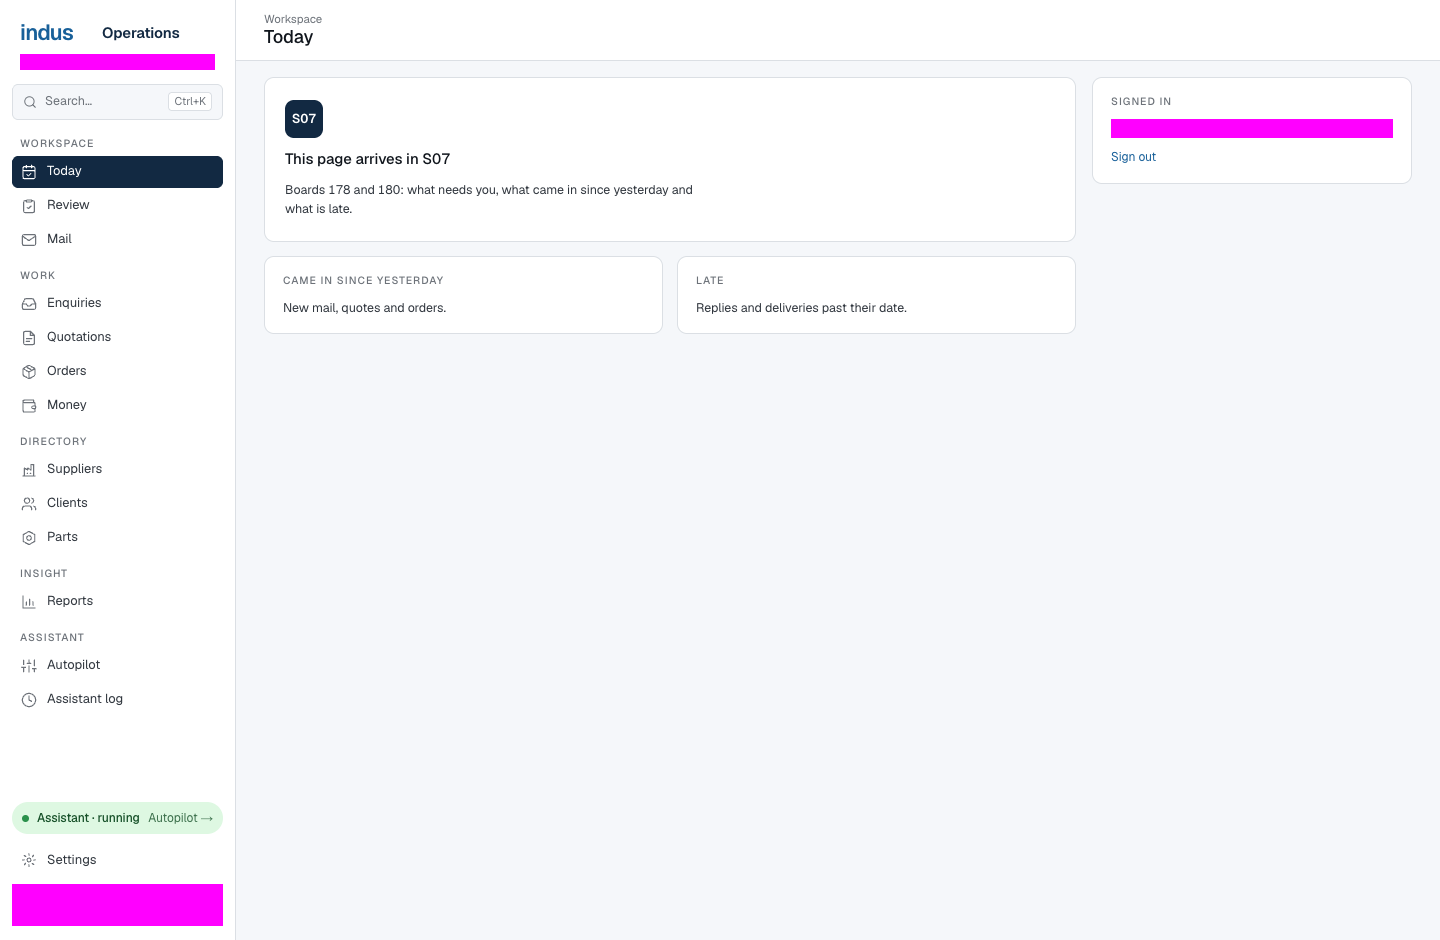 indus Operations
Search... Ctrl+K
WORKSPACE
Today
Review
Mail
WORK
Enquiries
Quotations
Orders
Money
DIRECTORY
Suppliers
Clients
Parts
INSIGHT
Reports
ASSISTANT
Autopilot
Assistant log
Assistant · running Autopilot →
Settings
Workspace
Today
S07
This page arrives in S07
Boards 178 and 180: what needs you, what came in since yesterday and
what is late.
CAME IN SINCE YESTERDAY
New mail, quotes and orders.
LATE
Replies and deliveries past their date.
SIGNED IN
Sign out